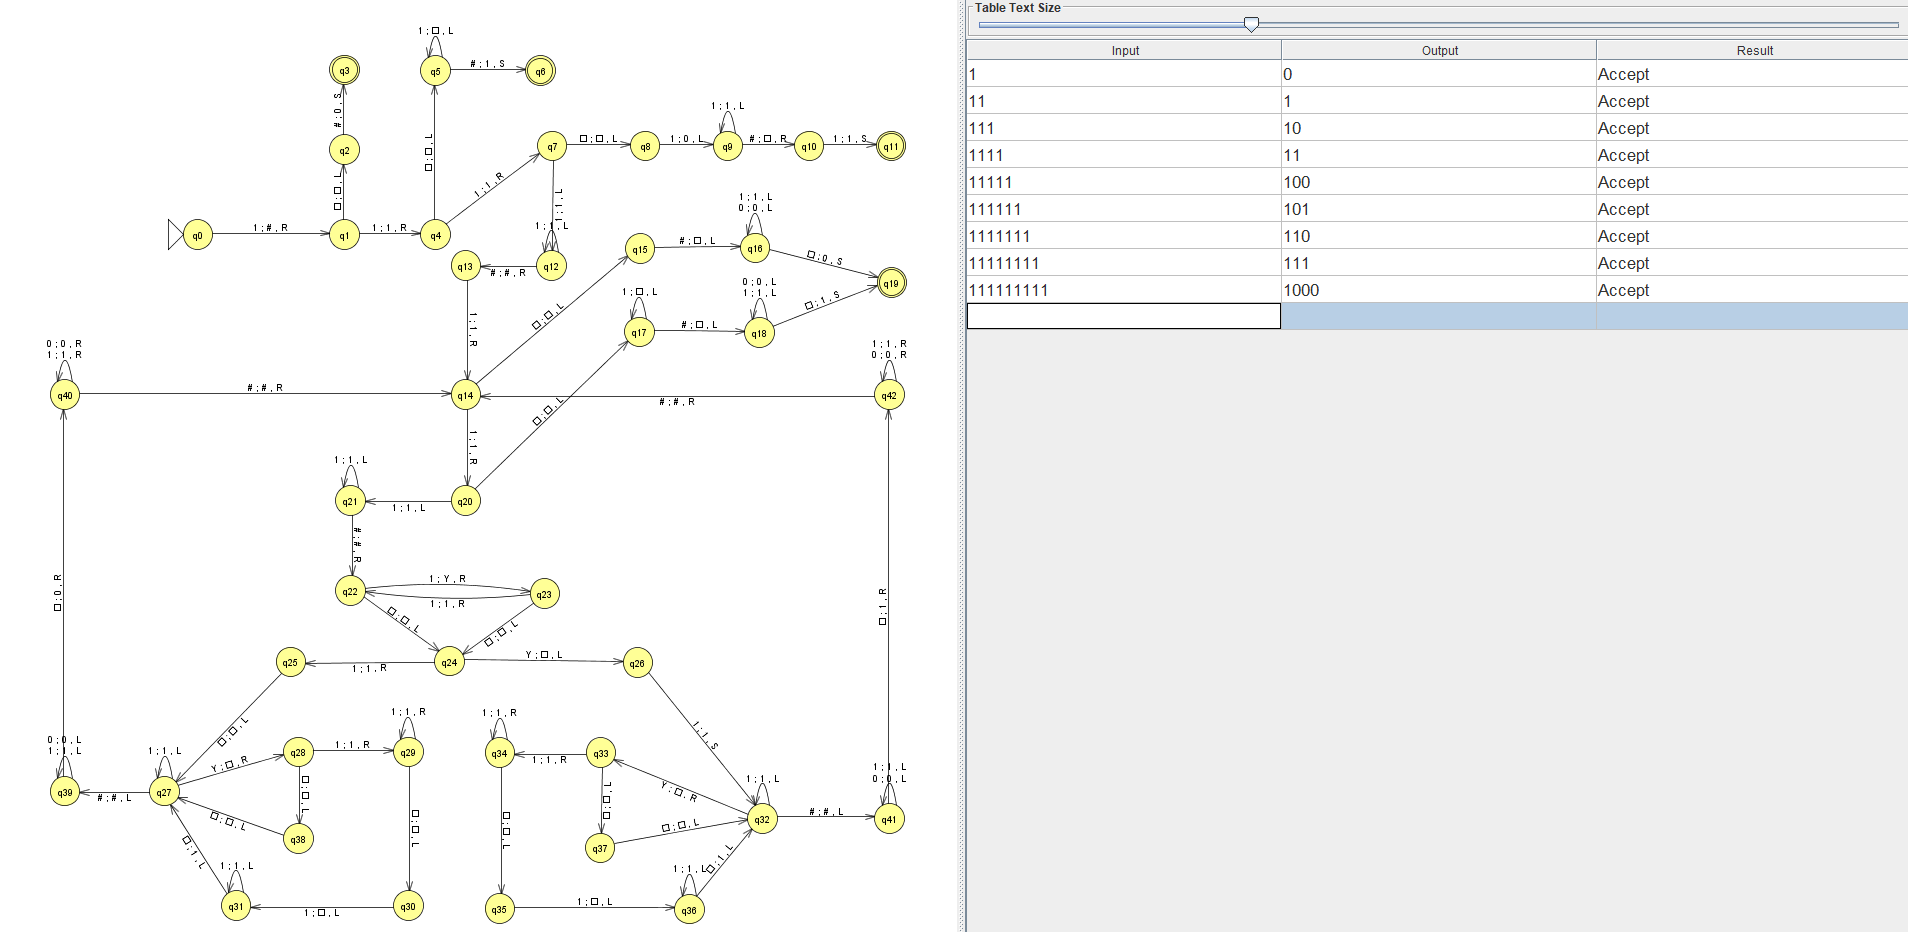 Table Text Size
Input Output Result
1 0 Accept
11 1 Accept
111 10 Accept
1111 11 Accept
11111 100 Accept
111111 101 Accept
1111111 110 Accept
11111111 111 Accept
111111111 1000 Accept
1;□,L
q3
q5
#;1,S
q6
#;0,S
1;1,L
q2
□;□,L
q7
□;□,L
q8
1;0,L
q9
#;□,R
q10
1;1,S
q11
□;□,L
1;1,R
1;1,L
q0
1;#,R
q1
1;1,R
q4
1;1,L
1;1,L
0;0,L
q13
#;#,R
q12
q15
#;□,L
q16
□;0,S
q19
1;1,R
□;□,L
1;□,L
0;0,L
1;1,L
q17
#;□,L
q18
□;1,S
0;0,R
1;1,R
1;1,R
0;0,R
q40
#;#,R
q14
#;#,R
q42
□;□,L
1;1,R
1;1,L
q21
1;1,L
q20
#;#,R
□;0,R
q22
1;Y,R
1;1,R
q23
□;1,R
□;□,L
□;□,L
q25
1;1,R
q24
Y;□,L
q26
□;□,L
1;1,S
0;0,L
1;1,L
1;1,L
1;1,R
1;1,R
q28
1;1,R
q29
q34
1;1,R
q33
1;1,L
1;1,L
0;0,L
Y;□,R
Y;□,R
q39
#;#,L
q27
□;□,L
□;□,L
□;□,L
□;□,L
q32
#;#,L
q41
□;□,L
q38
q37
□;□,L
□;1,L
1;1,L
1;1,L
□;1,L
q31
1;□,L
q30
q35
1;□,L
q36